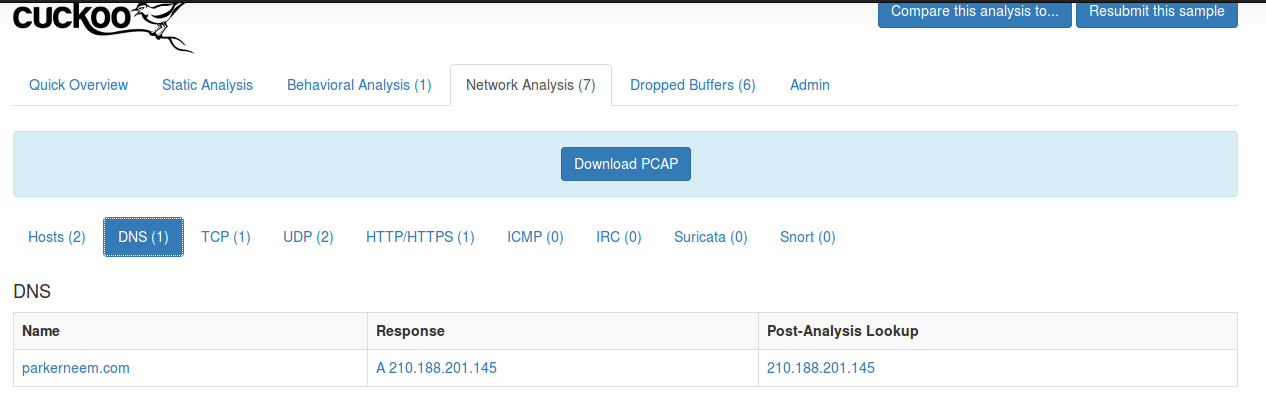 cuckoo
Compare this analysis to... Resubmit this sample
Quick Overview Static Analysis Behavioral Analysis (1) Network Analysis (7) Dropped Buffers (6) Admin
Download PCAP
Hosts (2) DNS (1) TCP (1) UDP (2) HTTP/HTTPS (1) ICMP (0) IRC (0) Suricata (0) Snort (0)
DNS
Name Response Post-Analysis Lookup
parkerneem.com A 210.188.201.145 210.188.201.145